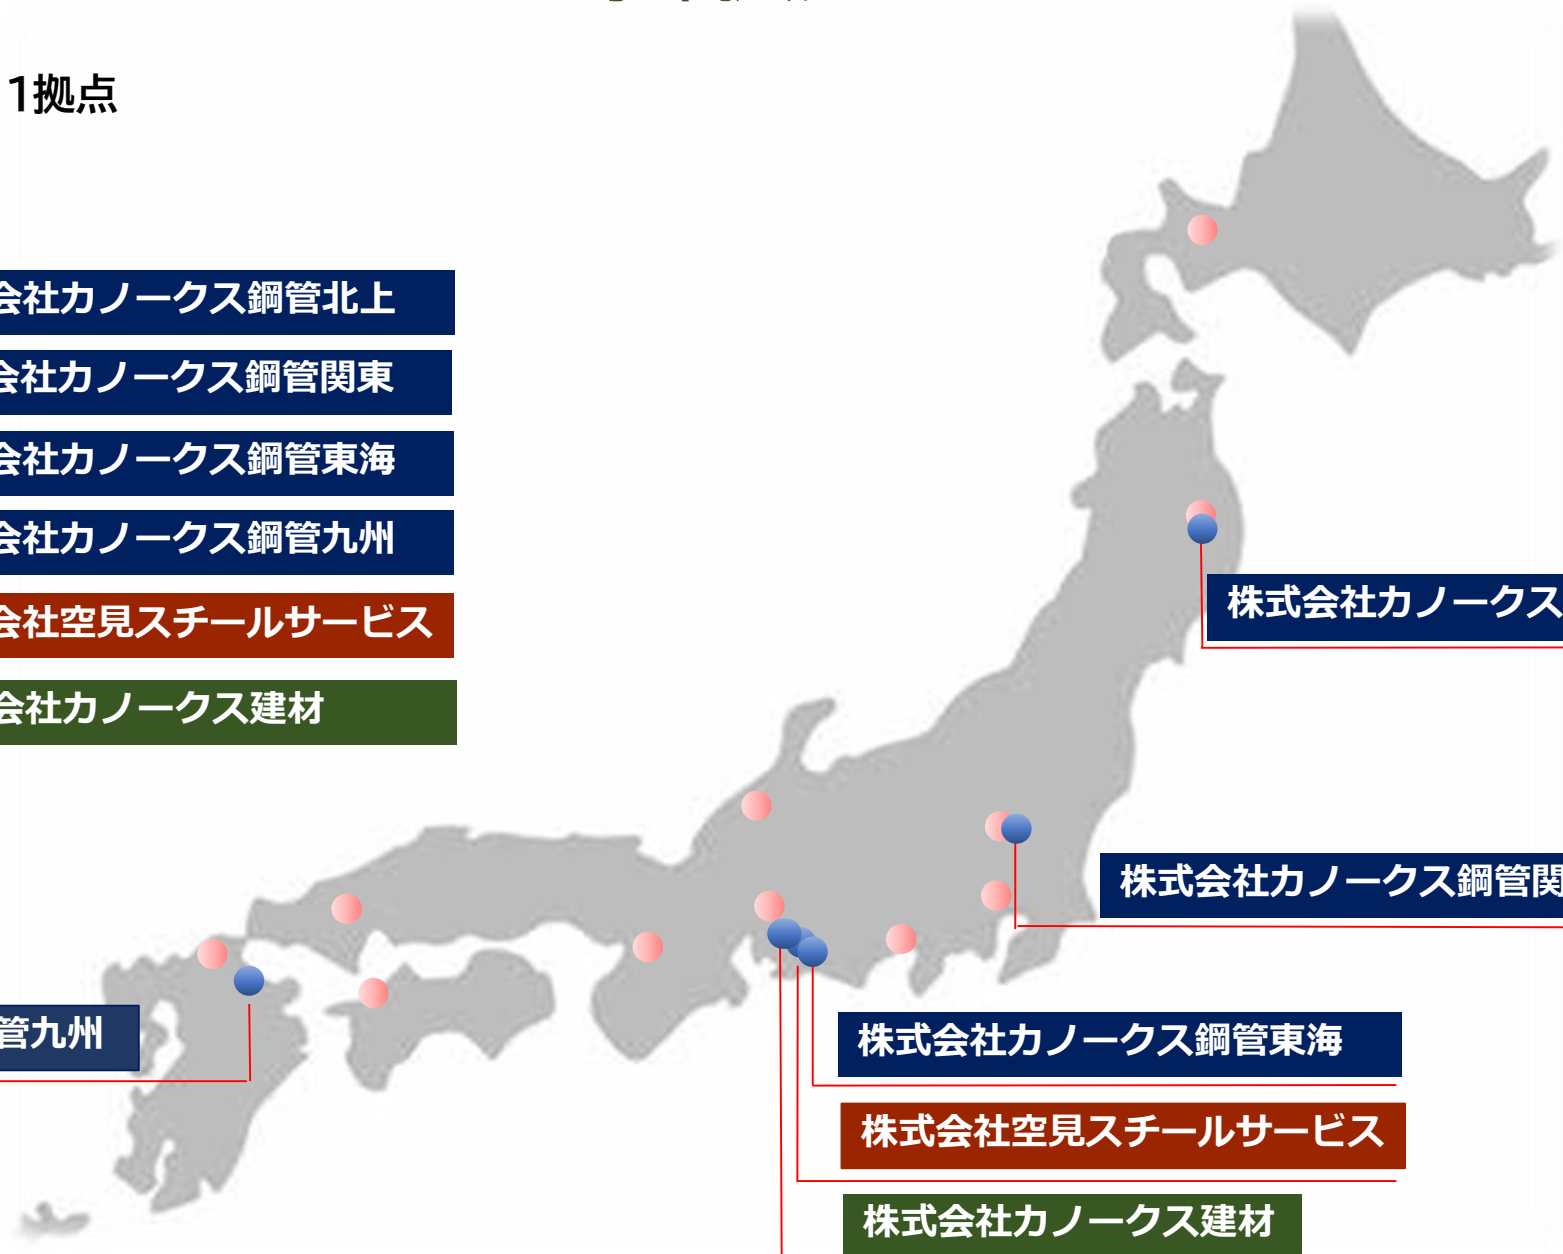 1拠点
会社カノークス鋼管北上
会社カノークス鋼管関東
会社カノークス鋼管東海
会社カノークス鋼管九州
会社空見スチールサービス
会社カノークス建材
株式会社カノークス
株式会社カノークス鋼管関
管九州
株式会社カノークス鋼管東海
株式会社空見スチールサービス
株式会社カノークス建材